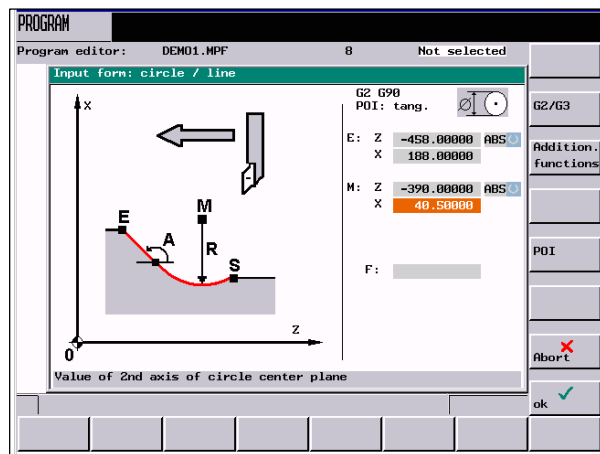 PROGRAM
Program editor: DEMO1.MPF 8 Not selected
Input form: circle / line
G2 G90
POI: tang.
E: Z -458.00000 ABS
X 188.00000
M: Z -390.00000 ABS
X 40.50000
F:
X
E
A
M
R
S
Z
0
Value of 2nd axis of circle center plane
G2/G3
Addition.
functions
POI
Abort
ok